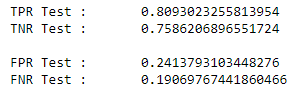 TPR Test :       0.8093023255813954
TNR Test :       0.7586206896551724
FPR Test :       0.2413793103448276
FNR Test :       0.19069767441860466